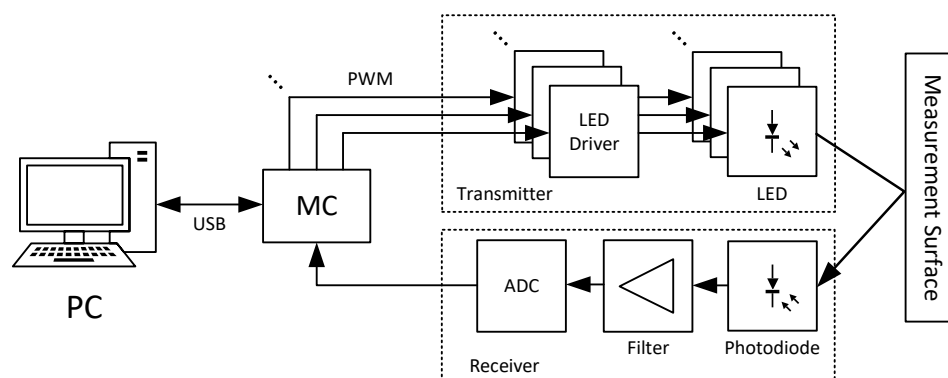 PWM
LED
Driver
Transmitter
LED
Measurement Surface
MC
USB
PC
ADC
Filter
Photodiode
Receiver